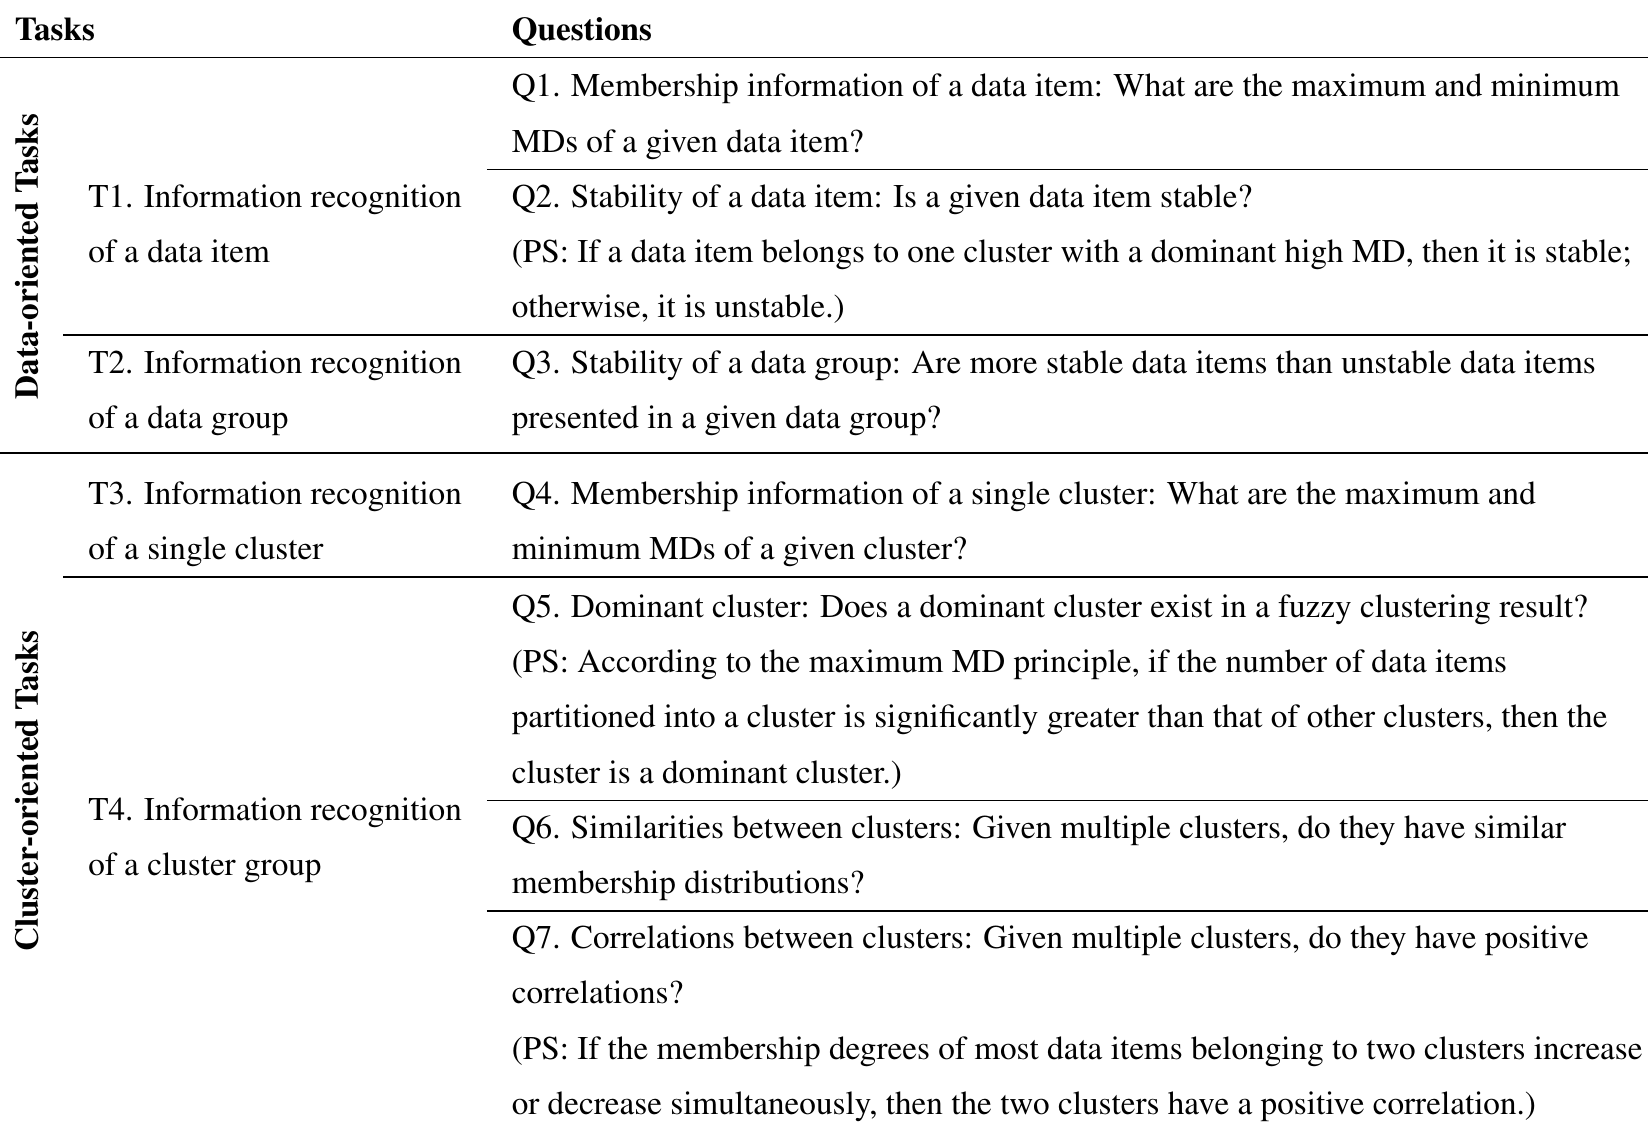 Tasks Questions
Data-oriented Tasks
T1. Information recognition
of a data item
Q1. Membership information of a data item: What are the maximum and minimum
MDs of a given data item?
Q2. Stability of a data item: Is a given data item stable?
(PS: If a data item belongs to one cluster with a dominant high MD, then it is stable;
otherwise, it is unstable.)
T2. Information recognition
of a data group
Q3. Stability of a data group: Are more stable data items than unstable data items
presented in a given data group?
Cluster-oriented Tasks
T3. Information recognition
of a single cluster
Q4. Membership information of a single cluster: What are the maximum and
minimum MDs of a given cluster?
T4. Information recognition
of a cluster group
Q5. Dominant cluster: Does a dominant cluster exist in a fuzzy clustering result?
(PS: According to the maximum MD principle, if the number of data items
partitioned into a cluster is significantly greater than that of other clusters, then the
cluster is a dominant cluster.)
Q6. Similarities between clusters: Given multiple clusters, do they have similar
membership distributions?
Q7. Correlations between clusters: Given multiple clusters, do they have positive
correlations?
(PS: If the membership degrees of most data items belonging to two clusters increase
or decrease simultaneously, then the two clusters have a positive correlation.)